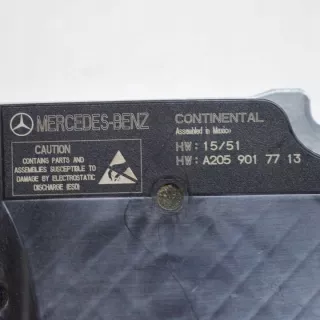 MERCEDES-BENZ
CAUTION
CONTAINS PARTS AND
ASSEMBLIES SUSCEPTIBLE TO
DAMAGE BY ELECTROSTATIC
DISCHARGE (ESD)
CONTINENTAL
Assembled in Mexico
HW: 15/51
HW: A205 901 77 13